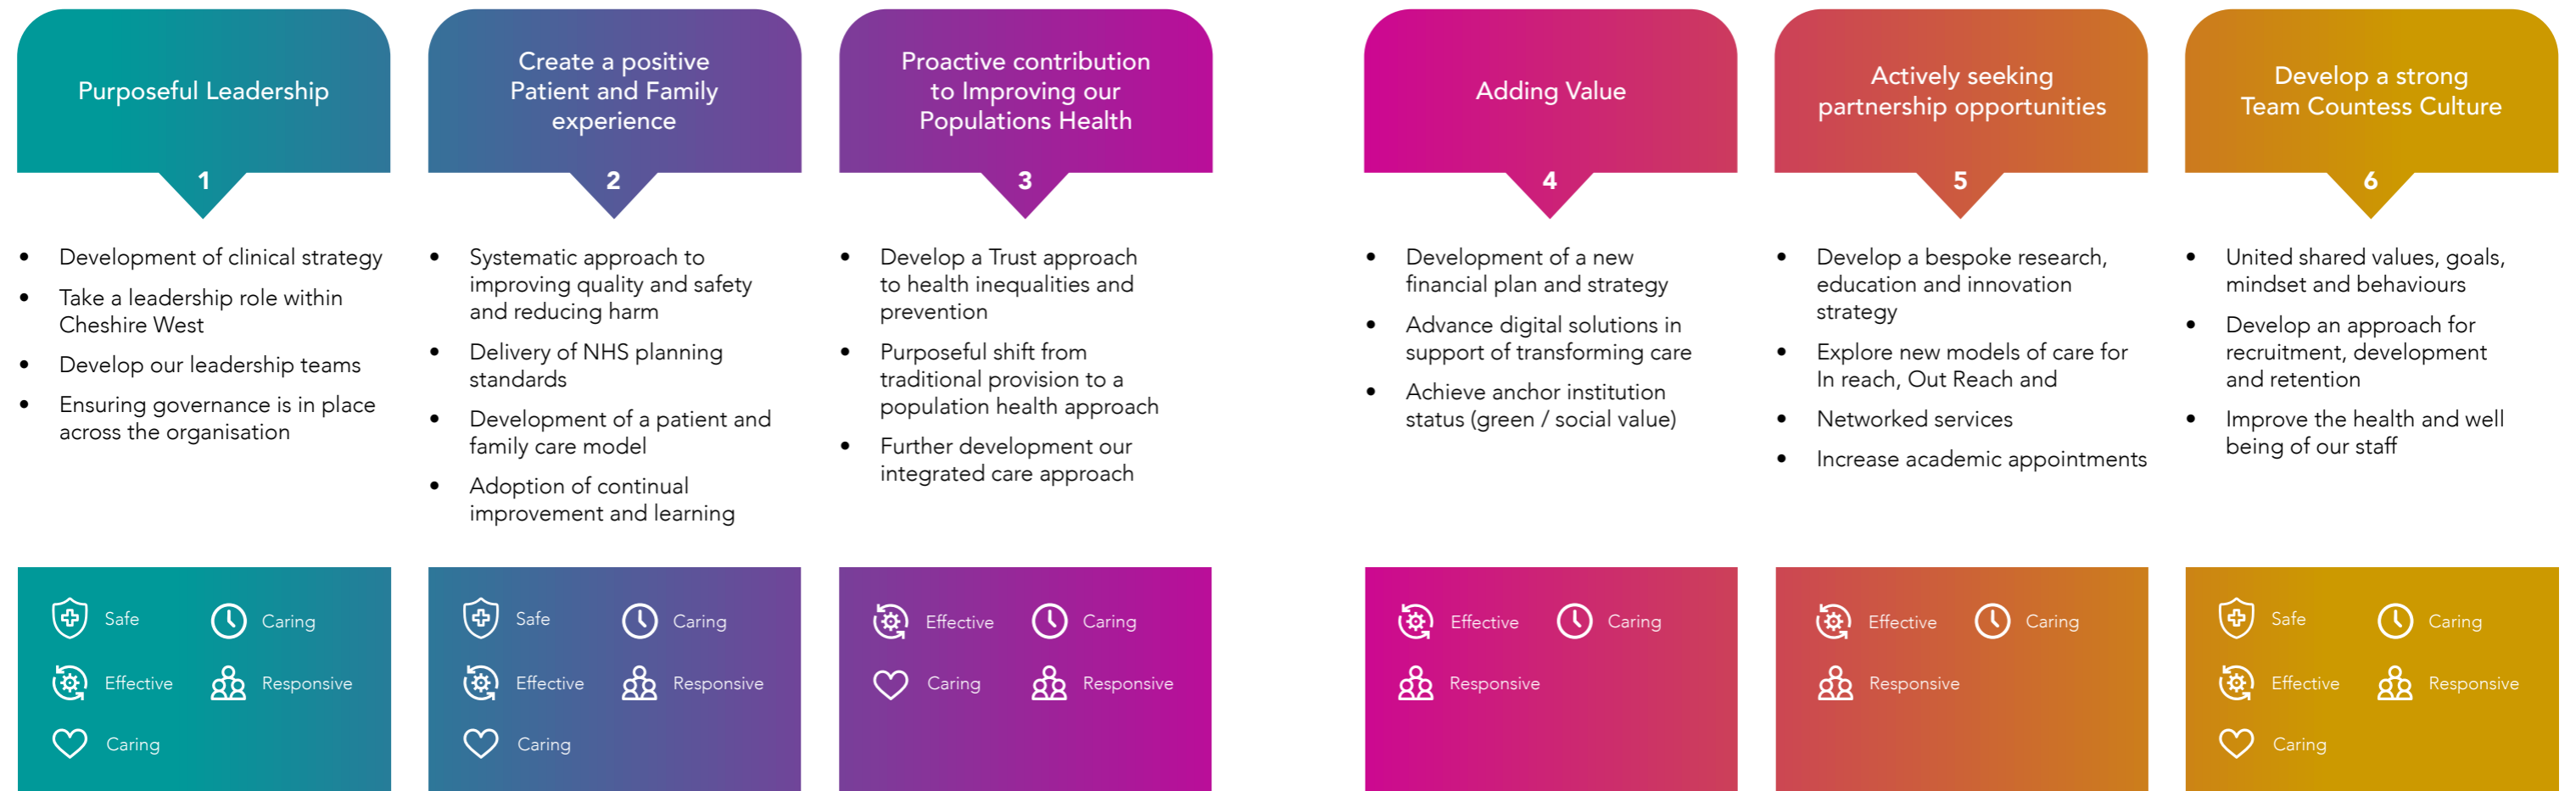 Purposeful Leadership
1
• Development of clinical strategy
• Take a leadership role within
Cheshire West
• Develop our leadership teams
• Ensuring governance is in place
across the organisation
Safe
Caring
Effective
Responsive
Caring
Create a positive
Patient and Family
experience
2
• Systematic approach to
improving quality and safety
and reducing harm
• Delivery of NHS planning
standards
• Development of a patient and
family care model
• Adoption of continual
improvement and learning
Safe
Caring
Effective
Responsive
Caring
Proactive contribution
to Improving our
Populations Health
3
• Develop a Trust approach
to health inequalities and
prevention
• Purposeful shift from
traditional provision to a
population health approach
• Further development our
integrated care approach
Effective
Caring
Caring
Responsive
Adding Value
4
• Development of a new
financial plan and strategy
• Advance digital solutions in
support of transforming care
• Achieve anchor institution
status (green / social value)
Effective
Caring
Responsive
Actively seeking
partnership opportunities
5
• Develop a bespoke research,
education and innovation
strategy
• Explore new models of care for
In reach, Out Reach and
• Networked services
• Increase academic appointments
Effective
Caring
Responsive
Develop a strong
Team Countess Culture
6
• United shared values, goals,
mindset and behaviours
• Develop an approach for
recruitment, development
and retention
• Improve the health and well
being of our staff
Safe
Caring
Effective
Responsive
Caring